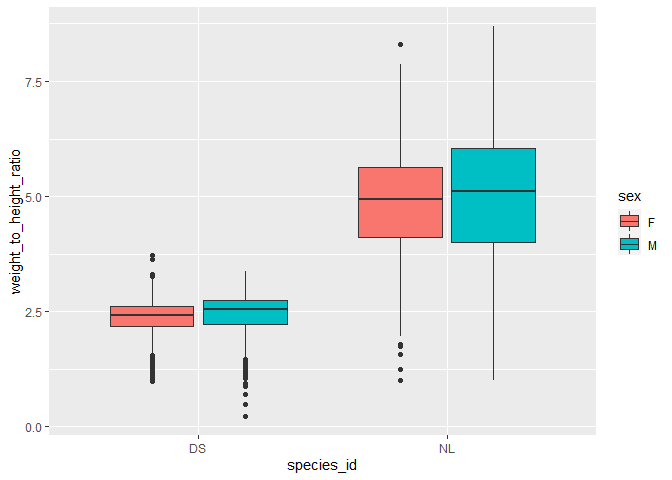 weight_to_height_ratio
7.5
5.0
2.5
0.0
DS
NL
species_id
sex
F
M